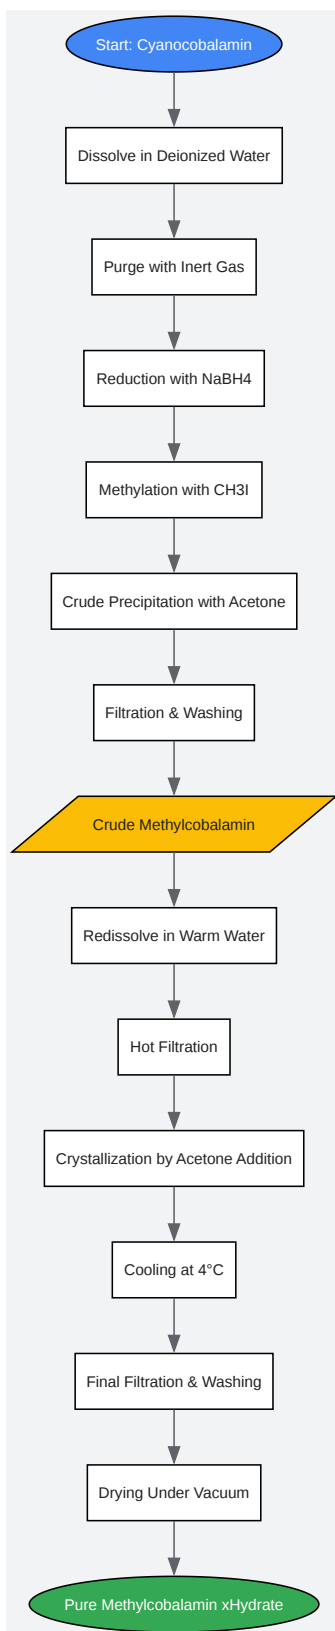 Start: Cyanocobalamin
Dissolve in Deionized Water
Purge with Inert Gas
Reduction with NaBH4
Methylation with CH3I
Crude Precipitation with Acetone
Filtration & Washing
Crude Methylcobalamin
Redissolve in Warm Water
Hot Filtration
Crystallization by Acetone Addition
Cooling at 4°C
Final Filtration & Washing
Drying Under Vacuum
Pure Methylcobalamin xHydrate